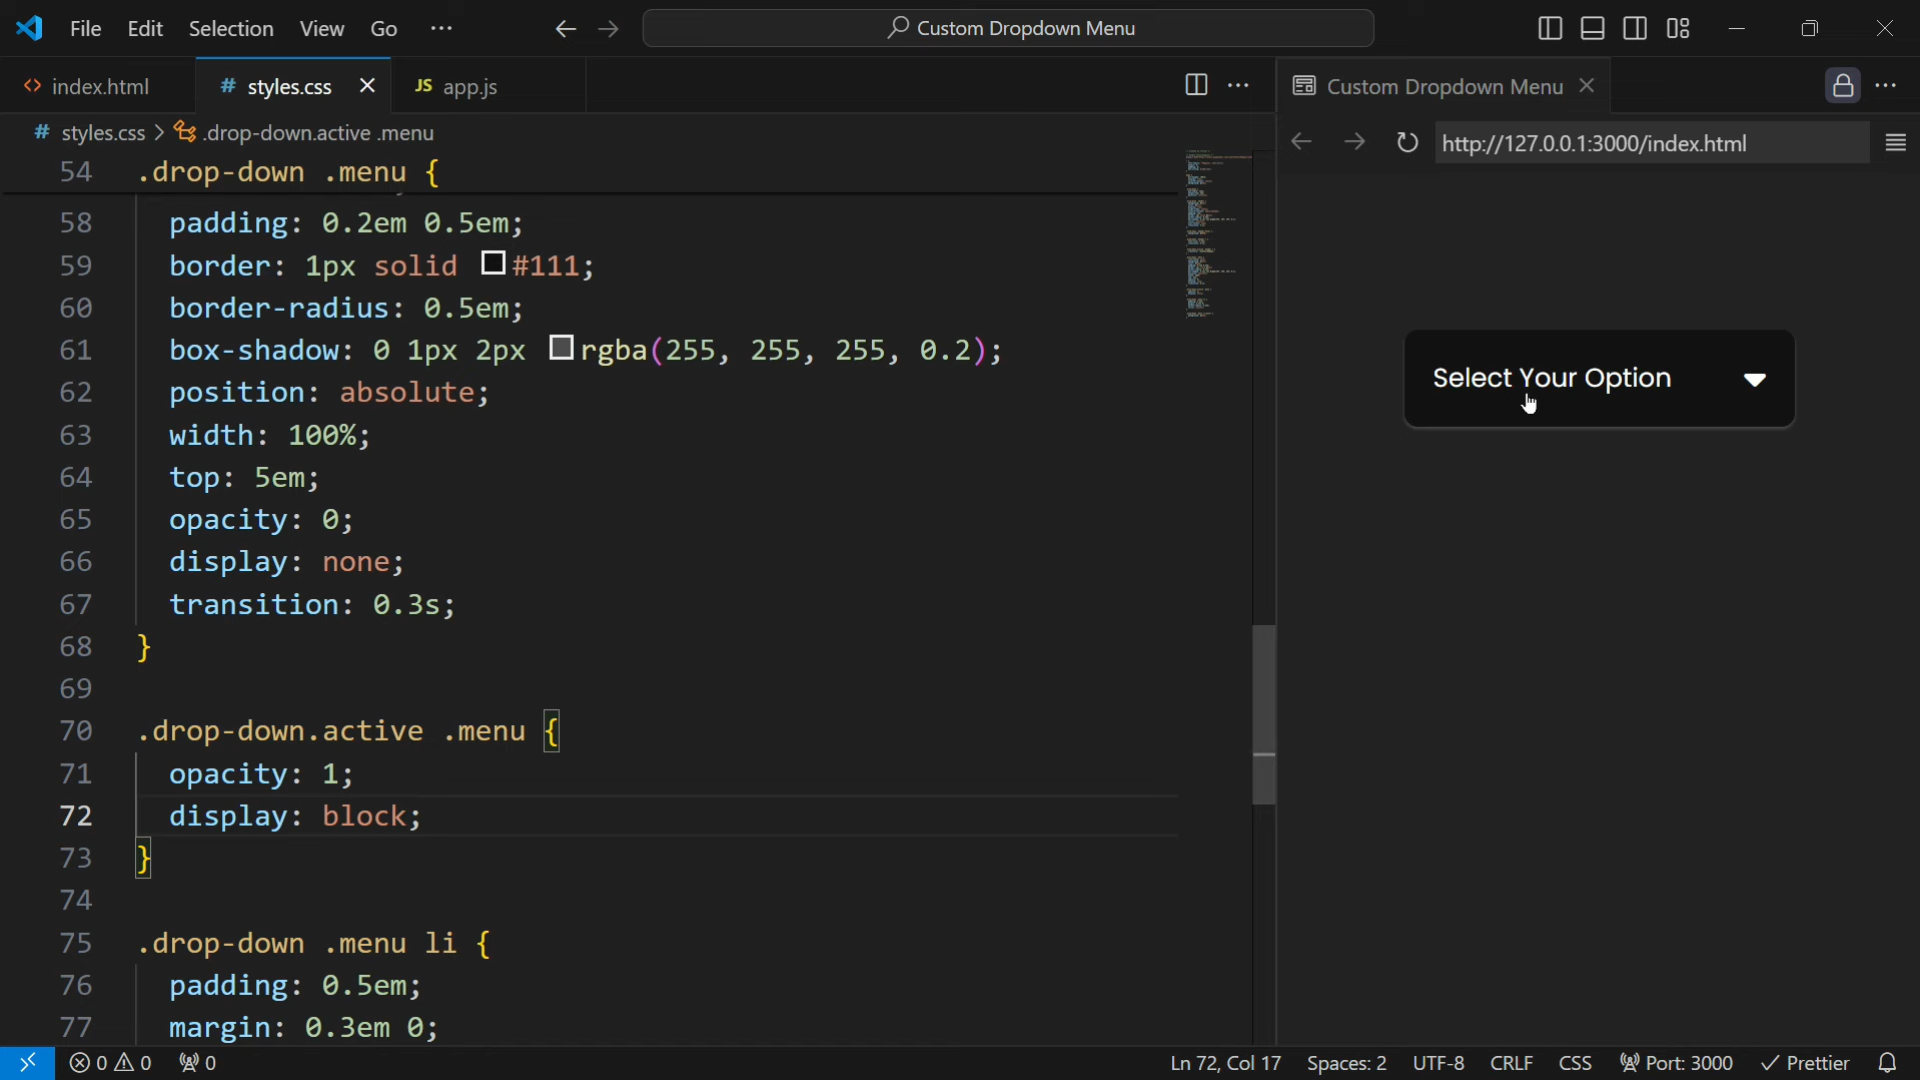 File Edit Selection View Go ··· Custom Dropdown Menu
index.html # styles.css JS app.js Custom Dropdown Menu
# styles.css > .drop-down.active .menu
http://127.0.0.1:3000/index.html
54 .drop-down .menu {
58 padding: 0.2em 0.5em;
59 border: 1px solid #111;
60 border-radius: 0.5em;
61 box-shadow: 0 1px 2px rgba(255, 255, 255, 0.2);
62 position: absolute;
63 width: 100%;
64 top: 5em;
65 opacity: 0;
66 display: none;
67 transition: 0.3s;
68 }
69
70 .drop-down.active .menu {
71 opacity: 1;
72 display: block;
73 }
74
75 .drop-down .menu li {
76 padding: 0.5em;
77 margin: 0.3em 0;
Select Your Option
0 0 0 Ln 72, Col 17 Spaces: 2 UTF-8 CRLF CSS Port: 3000 Prettier